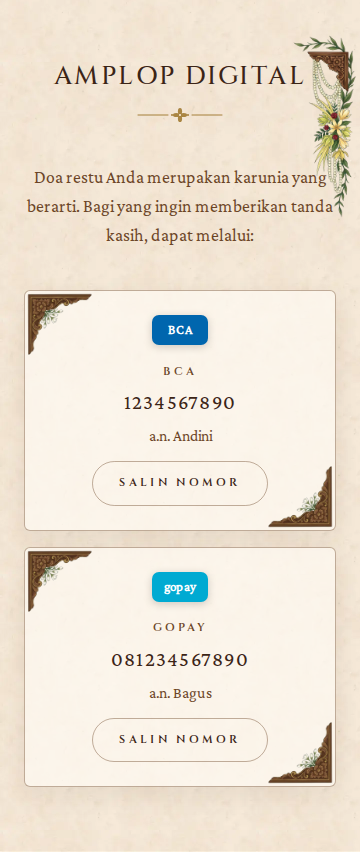 AMPLOP DIGITAL
Doa restu Anda merupakan karunia yang
berarti. Bagi yang ingin memberikan tanda
kasih, dapat melalui:
BCA
BCA
1234567890
a.n. Andini
SALIN NOMOR
gopay
GOPAY
081234567890
a.n. Bagus
SALIN NOMOR